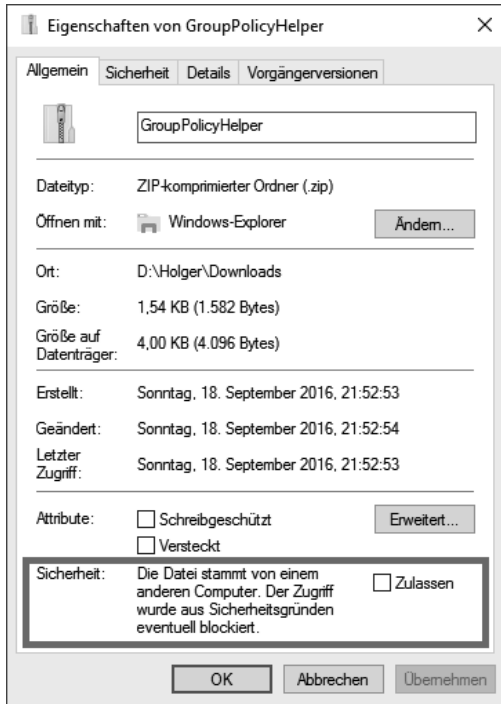 Eigenschaften von GroupPolicyHelper
Allgemein Sicherheit Details Vorgängerversionen
GroupPolicyHelper
Dateityp: ZIP-komprimierter Ordner (.zip)
Öffnen mit: Windows-Explorer Ändern...
Ort: D:\Holger\Downloads
Größe: 1,54 KB (1.582 Bytes)
Größe auf
Datenträger: 4,00 KB (4.096 Bytes)
Erstellt: Sonntag, 18. September 2016, 21:52:53
Geändert: Sonntag, 18. September 2016, 21:52:54
Letzter
Zugriff: Sonntag, 18. September 2016, 21:52:53
Attribute: Schreibgeschützt Erweitert...
Versteckt
Sicherheit: Die Datei stammt von einem
anderen Computer. Der Zugriff
wurde aus Sicherheitsgründen
eventuell blockiert.
Zulassen
OK Abbrechen Übernehmen